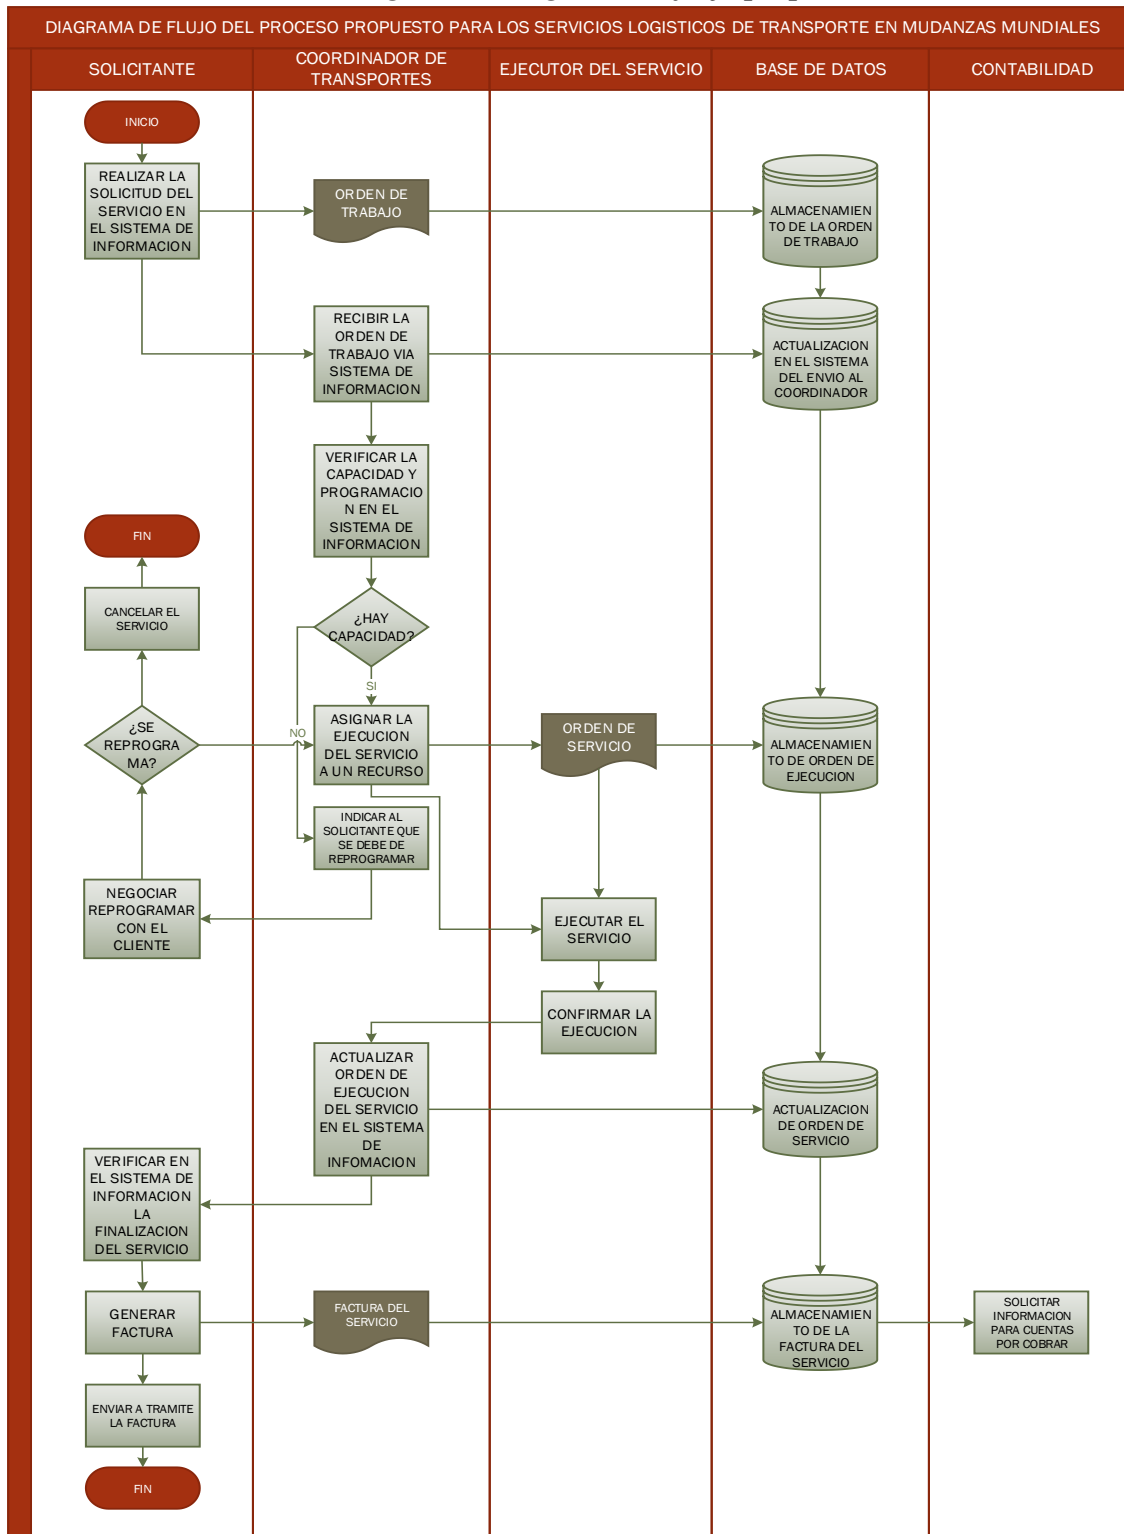 DIAGRAMA DE FLUJO DEL PROCESO PROPUESTO PARA LOS SERVICIOS LOGISTICOS DE TRANSPORTE EN MUDANZAS MUNDIALES
SOLICITANTE
COORDINADOR DE
TRANSPORTES
EJECUTOR DEL SERVICIO
BASE DE DATOS
CONTABILIDAD
INICIO
REALIZAR LA
SOLICITUD DEL
SERVICIO EN
EL SISTEMA DE
INFORMACION
ORDEN DE
TRABAJO
ALMACENAMIEN
TO DE LA ORDEN
DE TRABAJO
RECIBIR LA
ORDEN DE
TRABAJO VIA
SISTEMA DE
INFORMACION
ACTUALIZACION
EN EL SISTEMA
DEL ENVIO AL
COORDINADOR
VERIFICAR LA
CAPACIDAD Y
PROGRAMACIO
N EN EL
SISTEMA DE
INFORMACION
FIN
CANCELAR EL
SERVICIO
¿HAY
CAPACIDAD?
SI
NO
¿SE
REPROGRA
MA?
ASIGNAR LA
EJECUCION
DEL SERVICIO
A UN RECURSO
ORDEN DE
SERVICIO
ALMACENAMIEN
TO DE ORDEN DE
EJECUCION
INDICAR AL
SOLICITANTE QUE
SE DEBE DE
REPROGRAMAR
NEGOCIAR
REPROGRAMAR
CON EL
CLIENTE
EJECUTAR EL
SERVICIO
CONFIRMAR LA
EJECUCION
ACTUALIZAR
ORDEN DE
EJECUCION
DEL SERVICIO
EN EL SISTEMA
DE
INFOMACION
ACTUALIZACION
DE ORDEN DE
SERVICIO
VERIFICAR EN
EL SISTEMA DE
INFORMACION
LA
FINALIZACION
DEL SERVICIO
GENERAR
FACTURA
FACTURA DEL
SERVICIO
ALMACENAMIEN
TO DE LA
FACTURA DEL
SERVICIO
SOLICITAR
INFORMACION
PARA CUENTAS
POR COBRAR
ENVIAR A TRAMITE
LA FACTURA
FIN